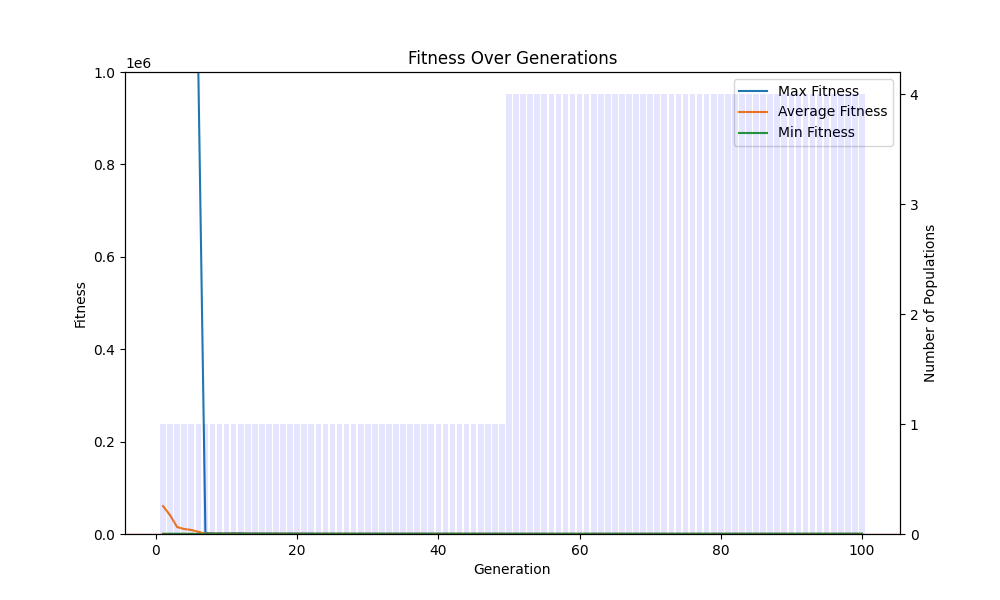 Fitness Over Generations
1e6
1.0
0.8
0.6
0.4
0.2
0.0
Fitness
Max Fitness
Average Fitness
Min Fitness
4
3
2
1
0
Number of Populations
0 20 40 60 80 100
Generation